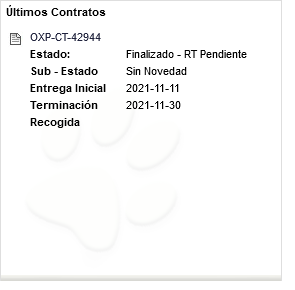 Últimos Contratos
OXP-CT-42944
Estado: Finalizado - RT Pendiente
Sub - Estado Sin Novedad
Entrega Inicial 2021-11-11
Terminación 2021-11-30
Recogida